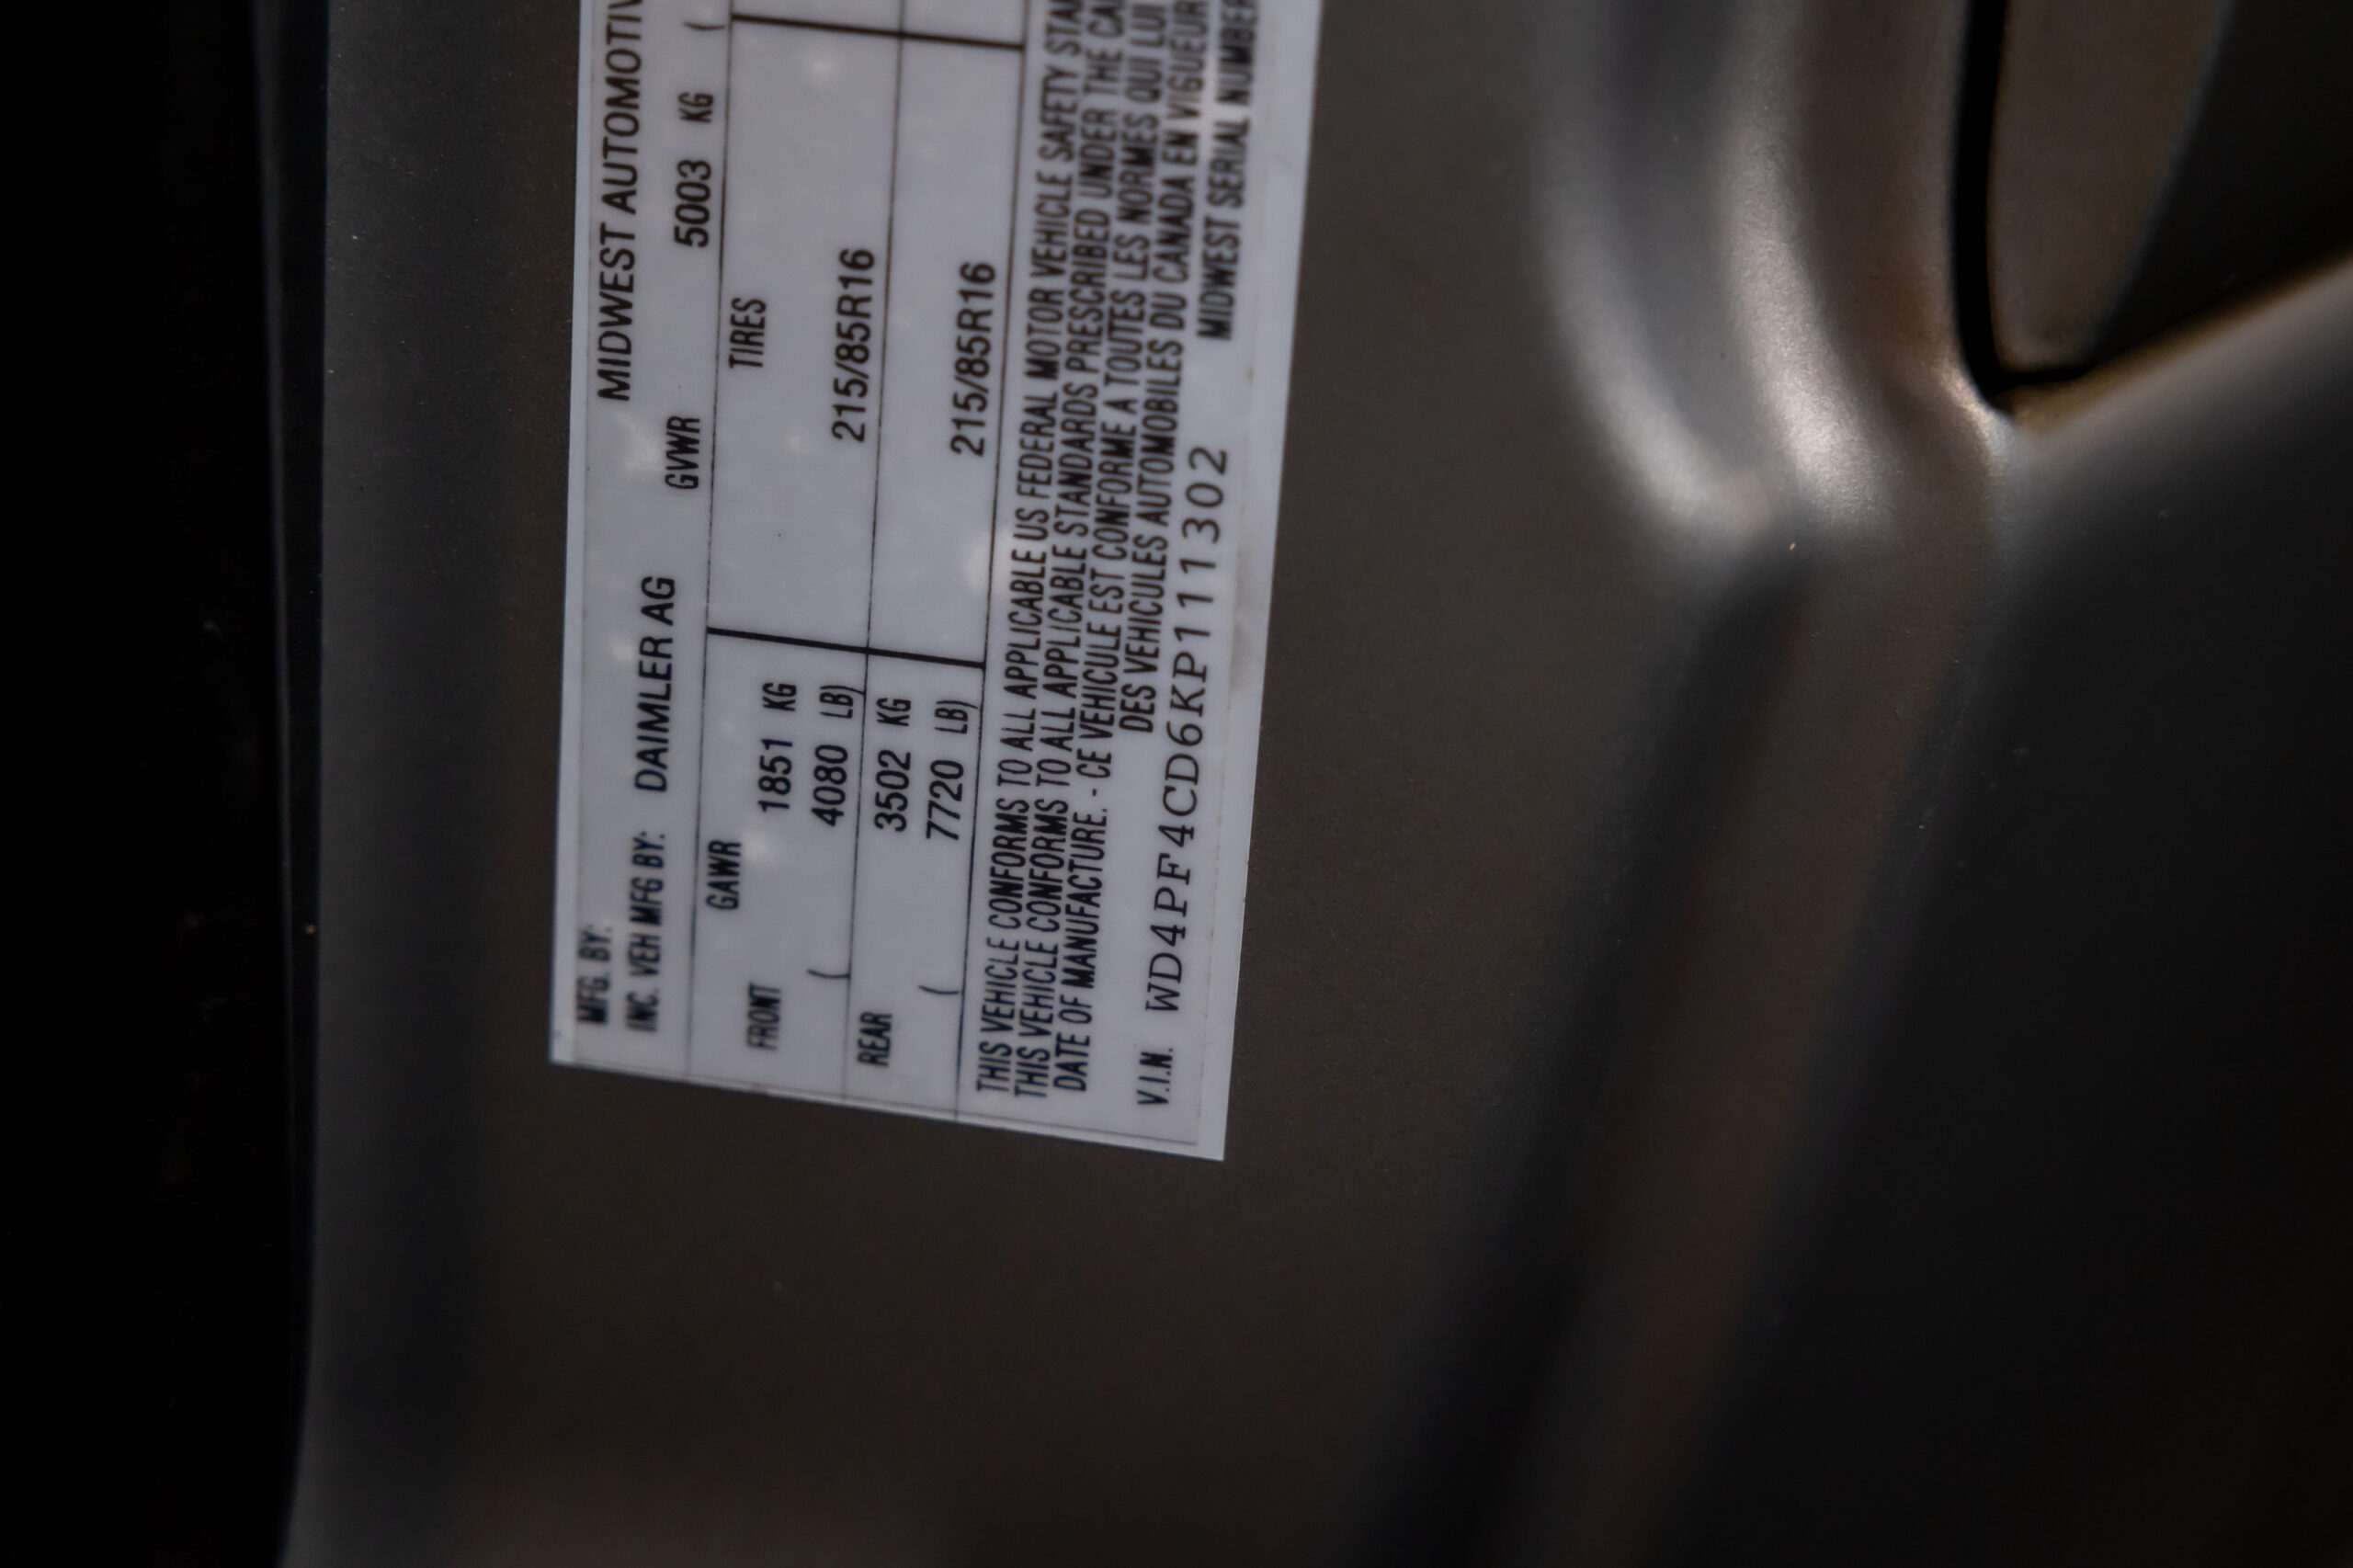 MFG. BY: MIDWEST AUTOMOTIV
INC. VEH MFG BY: DAIMLER AG GVWR 5003 KG (
GAWR TIRES
FRONT 1851 KG
( 4080 LB) 215/85R16
REAR 3502 KG
( 7720 LB) 215/85R16
THIS VEHICLE CONFORMS TO ALL APPLICABLE US FEDERAL MOTOR VEHICLE SAFETY STAN
THIS VEHICLE CONFORMS TO ALL APPLICABLE STANDARDS PRESCRIBED UNDER THE CA
DATE OF MANUFACTURE. - CE VEHICULE EST CONFORME A TOUTES LES NORMES QUI LUI
DES VEHICULES AUTOMOBILES DU CANADA EN VIGUEUR
V.I.N. WD4PF4CD6KP111302 MIDWEST SERIAL NUMBER